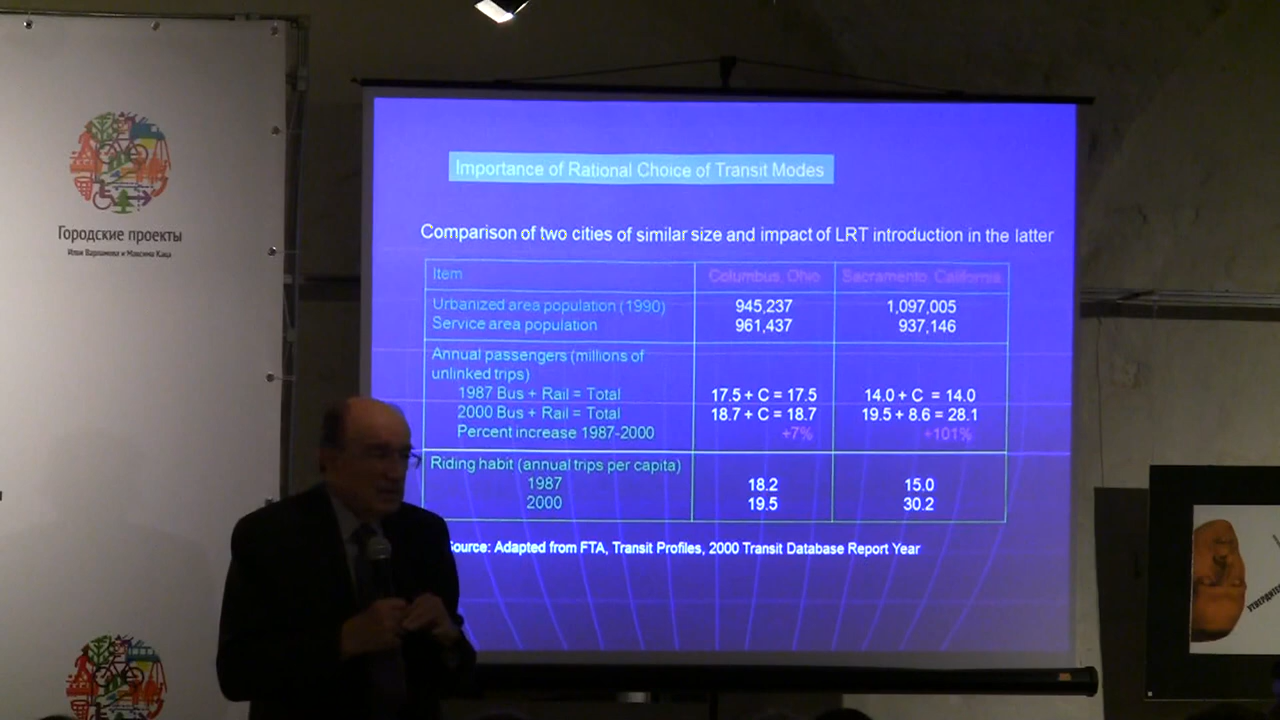 Городские проекты
Ильи Варламова и Максима Каца
Importance of Rational Choice of Transit Modes
Comparison of two cities of similar size and impact of LRT introduction in the latter
Item Columbus, Ohio Sacramento, California
Urbanized area population (1990) 945,237 1,097,005
Service area population 961,437 937,146
Annual passengers (millions of
unlinked trips)
1987 Bus + Rail = Total 17.5 + C = 17.5 14.0 + C = 14.0
2000 Bus + Rail = Total 18.7 + C = 18.7 19.5 + 8.6 = 28.1
Percent increase 1987-2000 +7% +101%
Riding habit (annual trips per capita)
1987 18.2 15.0
2000 19.5 30.2
Source: Adapted from FTA, Transit Profiles, 2000 Transit Database Report Year